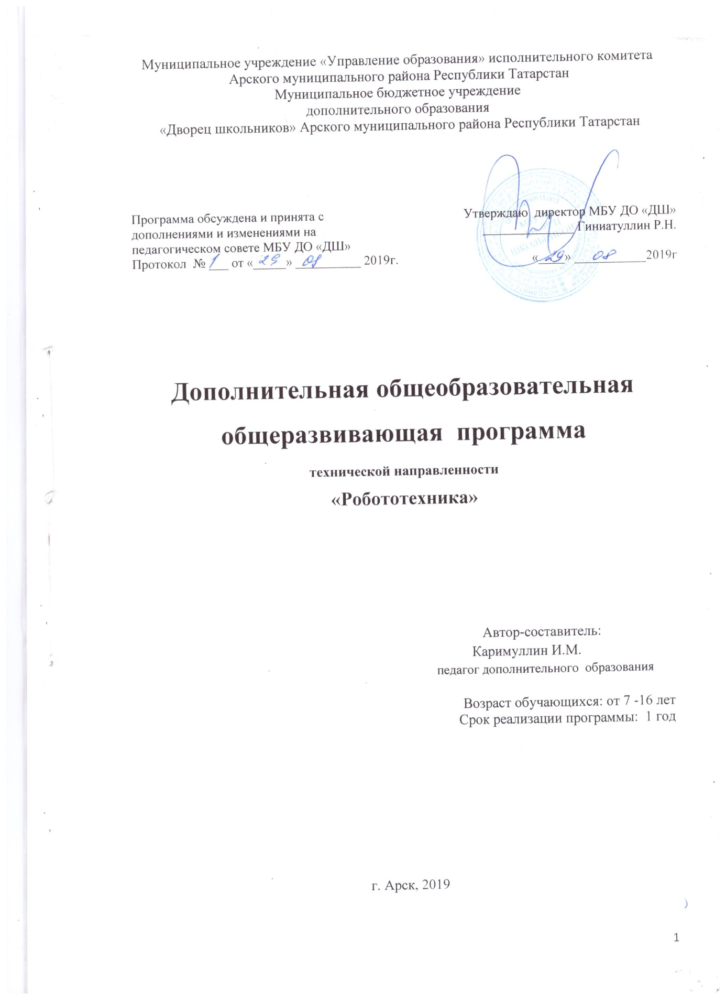 Муниципальное учреждение «Управление образования» исполнительного комитета
Арского муниципального района Республики Татарстан
Муниципальное бюджетное учреждение
дополнительного образования
«Дворец школьников» Арского муниципального района Республики Татарстан
Программа обсуждена и принята с
дополнениями и изменениями на
педагогическом совете МБУ ДО «ДШ»
Протокол № 1 от «29» 08 2019г.
Утверждаю директор МБУ ДО «ДШ»
Гиниатуллин Р.Н.
«29» 08 2019г
Дополнительная общеобразовательная
общеразвивающая программа
технической направленности
«Робототехника»
Автор-составитель:
Каримуллин И.М.
педагог дополнительного образования
Возраст обучающихся: от 7 -16 лет
Срок реализации программы: 1 год
г. Арск, 2019
1